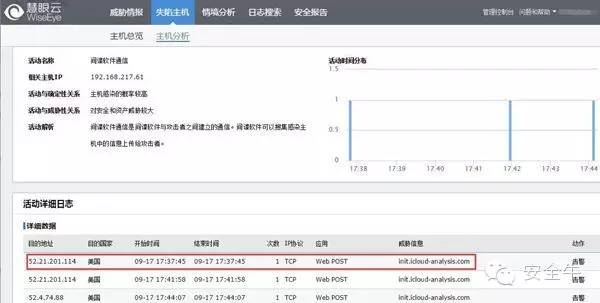 慧眼云
WiseEye
威胁情报 失陷主机 情境分析 日志搜索 安全报告
管理控制台 问题和帮助
主机总览 主机分析
活动名称 间谍软件通信
相关主机IP 192.168.217.61
活动与确定性关系 主机感染的概率较高
活动与威胁性关系 对安全和资产威胁较大
活动解析 间谍软件通信是间谍软件与攻击者之间建立的通信。间谍软件可以搜集感染主
机中的信息上传给攻击者。
活动时间分布
1.5
1
0.5
0
17:38 17:39 17:40 17:41 17:42 17:43 17:44
活动详细日志
详细数据
目的地址 目的国家 开始时间 结束时间 次数 IP协议 应用 威胁信息 动作
52.21.201.114 美国 09-17 17:37:45 09-17 17:37:45 1 TCP Web POST init.icloud-analysis.com 告警
52.21.201.114 美国 09-17 17:41:58 09-17 17:41:58 1 TCP Web POST init.icloud-analysis.com 告警
52.4.74.88 美国 09-17 17:44:07 09-17 17:44:07 1 TCP Web POST init.icloud-analysis.com 告警
安全牛